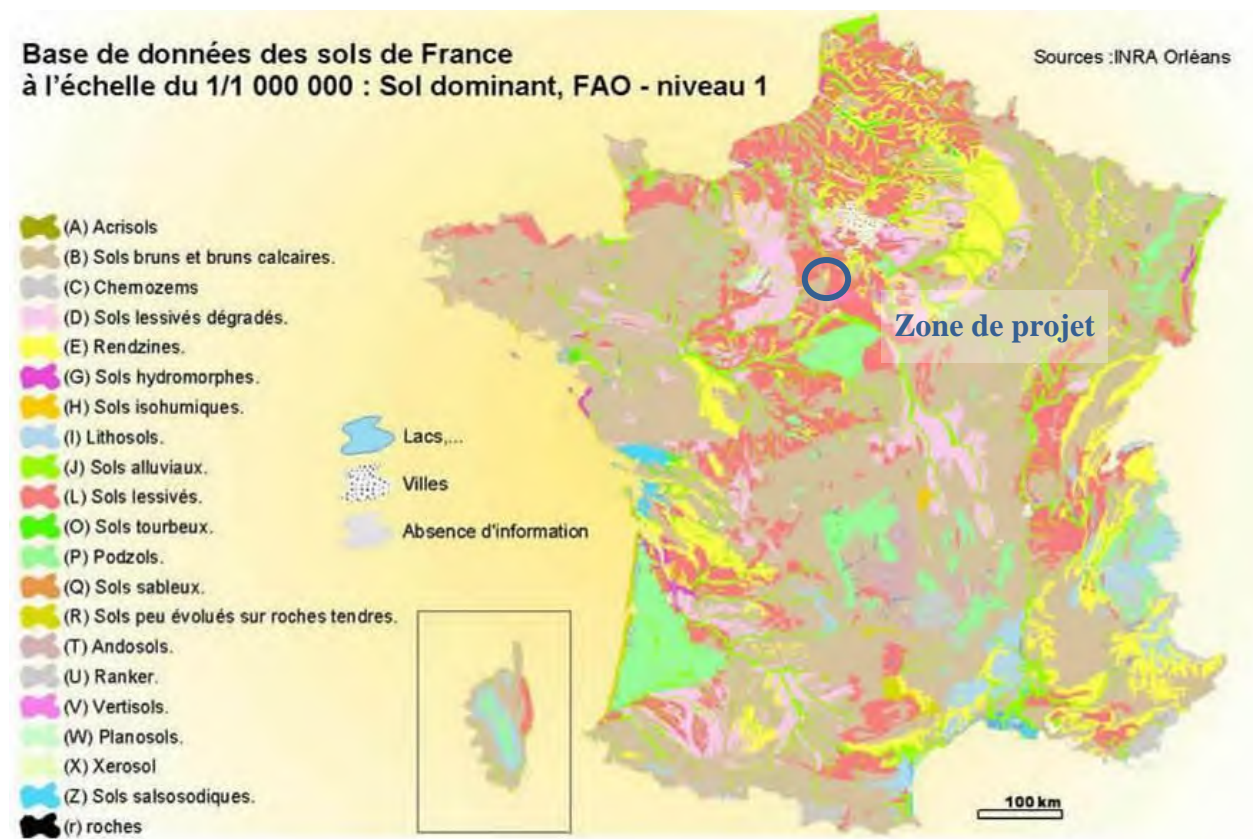 Base de données des sols de France
à l'échelle du 1/1 000 000 : Sol dominant, FAO - niveau 1
Sources :INRA Orléans
(A) Acrisols
(B) Sols bruns et bruns calcaires.
(C) Chernozems
(D) Sols lessivés dégradés.
(E) Rendzines.
(G) Sols hydromorphes.
(H) Sols isohumiques.
(I) Lithosols.
(J) Sols alluviaux.
(L) Sols lessivés.
(O) Sols tourbeux.
(P) Podzols.
(Q) Sols sableux.
(R) Sols peu évolués sur roches tendres.
(T) Andosols.
(U) Ranker.
(V) Vertisols.
(W) Planosols.
(X) Xerosol
(Z) Sols salsosodiques.
(r) roches
Lacs,...
Villes
Absence d'information
Zone de projet
100 km